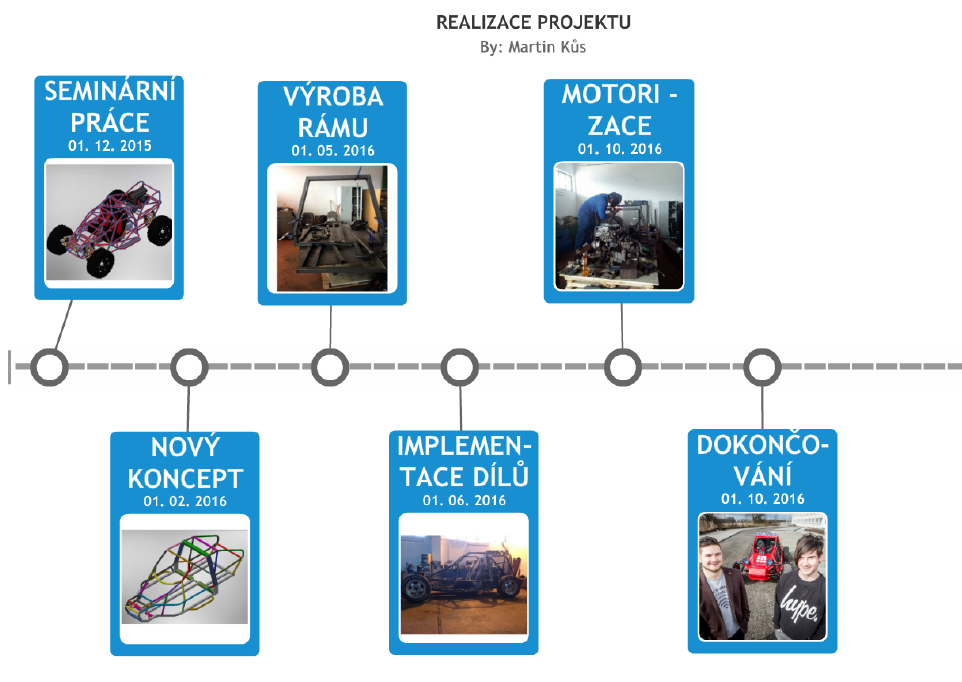 REALIZACE PROJEKTU
By: Martin Kůs
SEMINÁRNÍ
PRÁCE
01. 12. 2015
VÝROBA
RÁMU
01. 05. 2016
MOTORI -
ZACE
01. 10. 2016
NOVÝ
KONCEPT
01. 02. 2016
IMPLEMEN-
TACE DÍLŮ
01. 06. 2016
DOKONČO-
VÁNÍ
01. 10. 2016
hype.